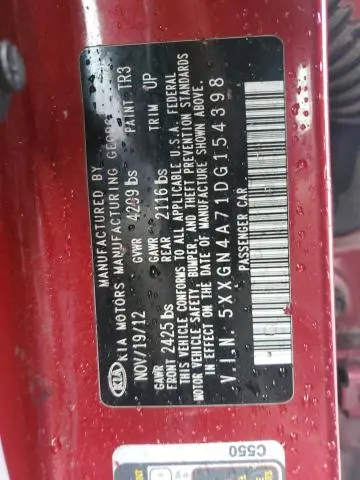 MANUFACTURED BY
KIA MOTORS MANUFACTURING GEORGIA
NOV/19/12 GVWR 4209 lbs PAINT TR3
GAWR GAWR
FRONT 2425 lbs REAR 2116 lbs TRIM UP
THIS VEHICLE CONFORMS TO ALL APPLICABLE U.S.A. FEDERAL
MOTOR VEHICLE SAFETY, BUMPER, AND THEFT PREVENTION STANDARDS
IN EFFECT ON THE DATE OF MANUFACTURE SHOWN ABOVE.
V.I.N: 5XXGN4A71DG154398
PASSENGER CAR
C550